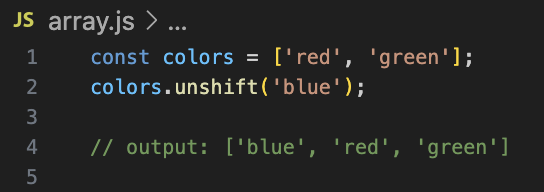 JS array.js > ...
1 const colors = ['red', 'green'];
2 colors.unshift('blue');
3
4 // output: ['blue', 'red', 'green']
5